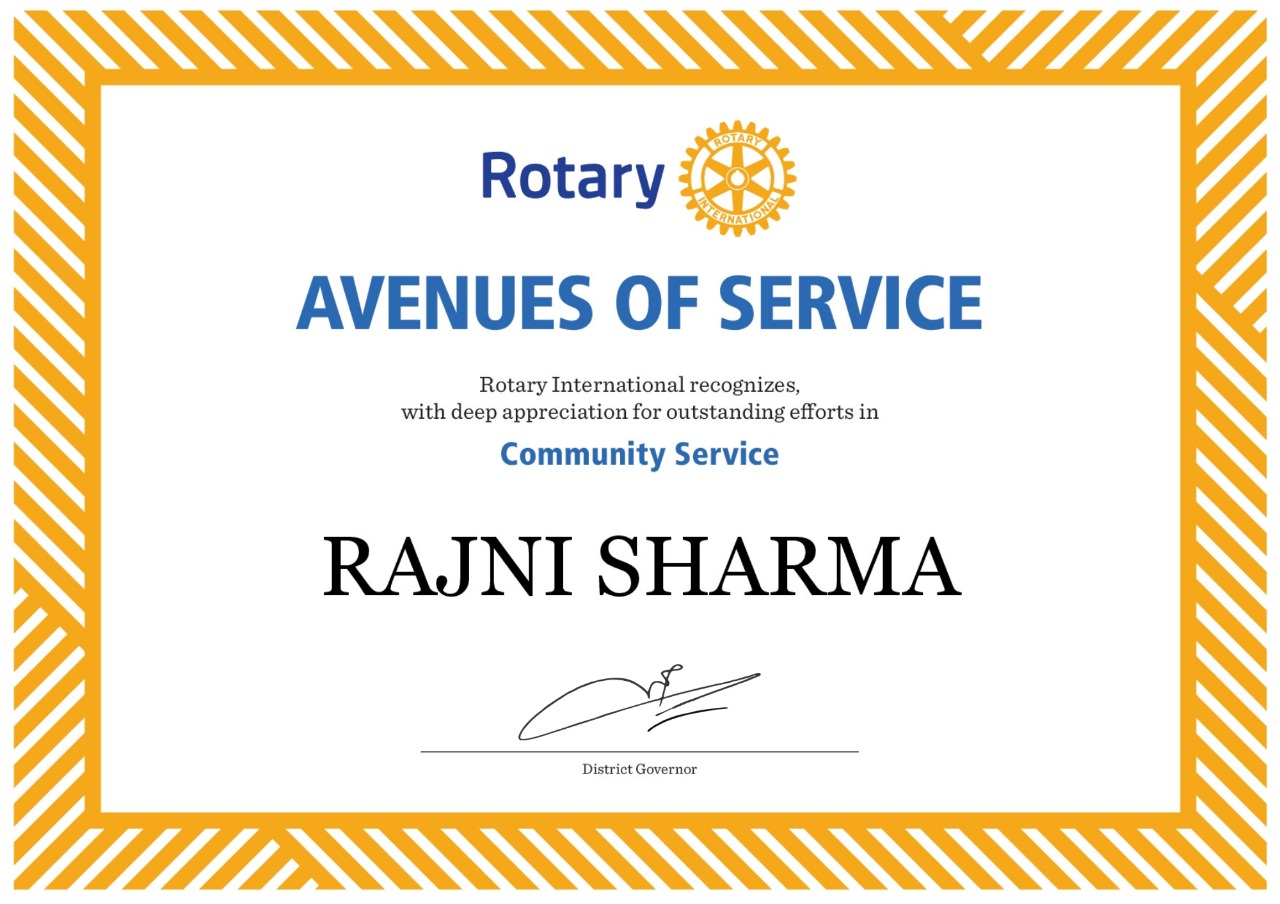 Rotary
ROTARY
INTERNATIONAL
AVENUES OF SERVICE
Rotary International recognizes,
with deep appreciation for outstanding efforts in
Community Service
RAJNI SHARMA
District Governor